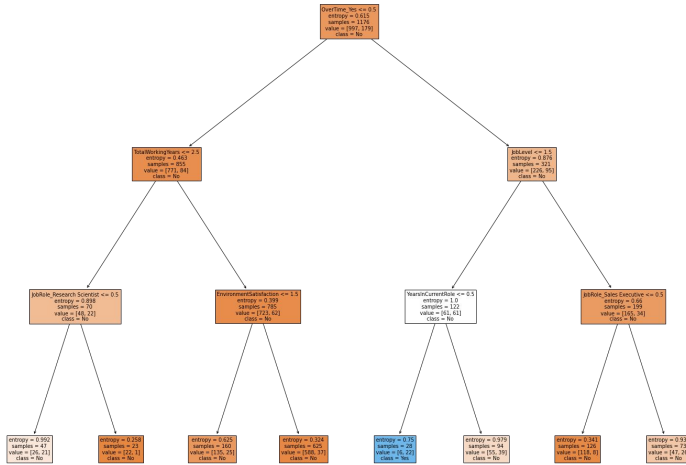 OverTime_Yes <= 0.5
entropy = 0.615
samples = 1176
value = [997, 179]
class = No
TotalWorkingYears <= 2.5
entropy = 0.463
samples = 855
value = [771, 84]
class = No
JobLevel <= 1.5
entropy = 0.876
samples = 321
value = [226, 95]
class = No
JobRole_Research Scientist <= 0.5
entropy = 0.898
samples = 70
value = [48, 22]
class = No
EnvironmentSatisfaction <= 1.5
entropy = 0.399
samples = 785
value = [723, 62]
class = No
YearsInCurrentRole <= 0.5
entropy = 1.0
samples = 122
value = [61, 61]
class = No
JobRole_Sales Executive <= 0.5
entropy = 0.66
samples = 199
value = [165, 34]
class = No
entropy = 0.992
samples = 47
value = [26, 21]
class = No
entropy = 0.258
samples = 23
value = [22, 1]
class = No
entropy = 0.625
samples = 160
value = [135, 25]
class = No
entropy = 0.324
samples = 625
value = [588, 37]
class = No
entropy = 0.75
samples = 28
value = [6, 22]
class = Yes
entropy = 0.979
samples = 94
value = [55, 39]
class = No
entropy = 0.341
samples = 126
value = [118, 8]
class = No
entropy = 0.93
samples = 73
value = [47, 2
class = No